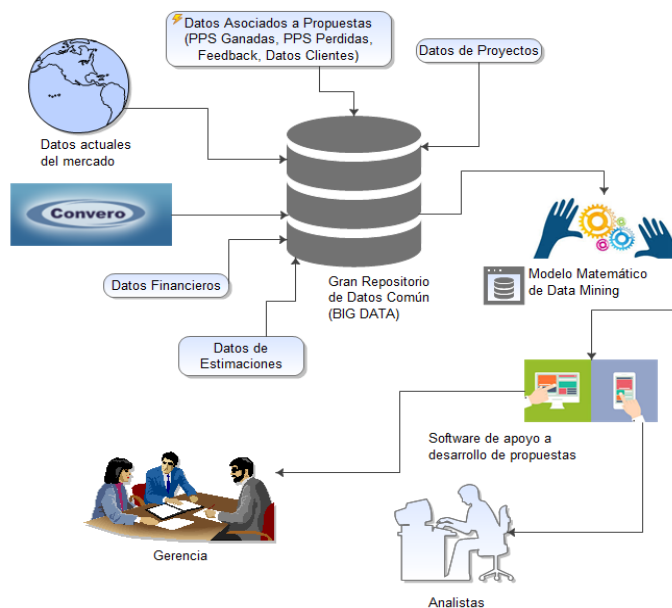 Datos Asociados a Propuestas
(PPS Ganadas, PPS Perdidas,
Feedback, Datos Clientes)
Datos de Proyectos
Datos actuales
del mercado
Convero
Datos Financieros
Gran Repositorio
de Datos Común
(BIG DATA)
Modelo Matemático
de Data Mining
Datos de
Estimaciones
Software de apoyo a
desarrollo de propuestas
Gerencia
Analistas